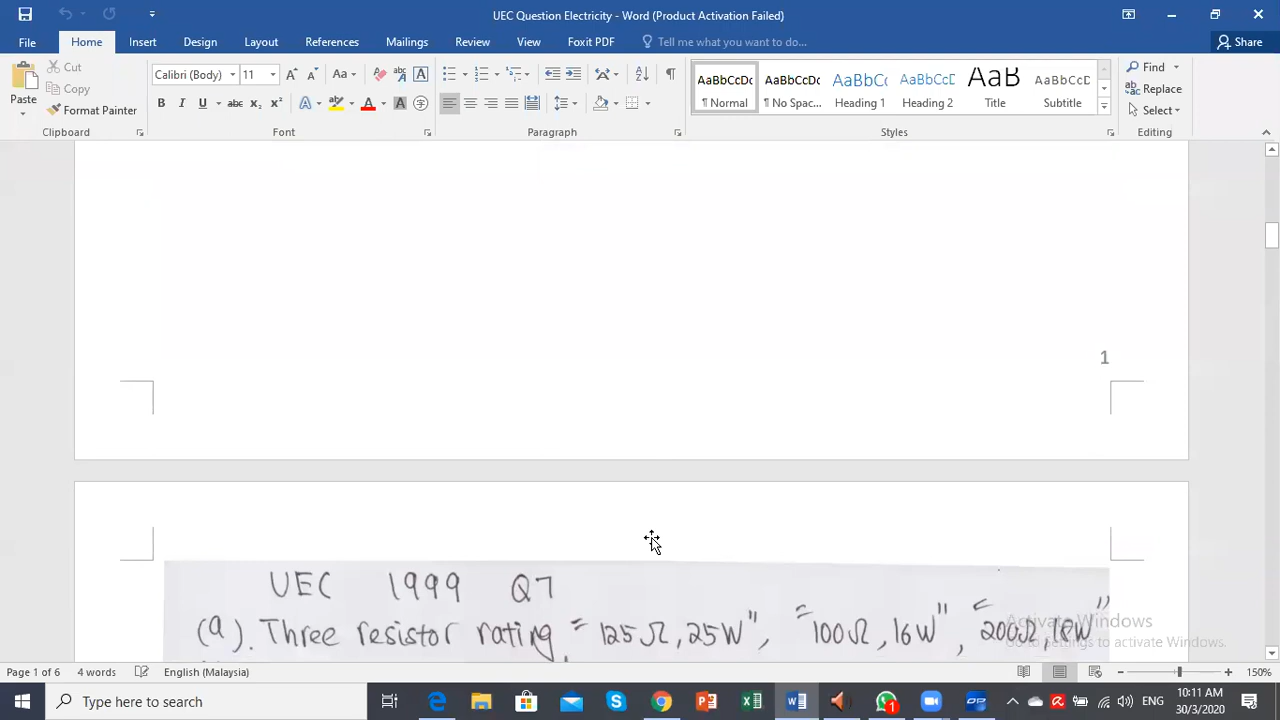 UEC Question Electricity - Word (Product Activation Failed)
File Home Insert Design Layout References Mailings Review View Foxit PDF Tell me what you want to do... Share
Paste
Cut
Copy
Format Painter
Clipboard
Calibri (Body) 11
Font
Paragraph
AaBbCcDc AaBbCcDc AaBbCc AaBbCcD AaB AaBbCcD
¶ Normal ¶ No Spac... Heading 1 Heading 2 Title Subtitle
Styles
Find
Replace
Select
Editing
1
UEC 1999 Q7
(a). Three resistor rating = 125Ω, 25W", "100Ω, 16W", "200Ω, 18W"
Activate Windows
Go to Settings to activate Windows.
Page 1 of 6 4 words English (Malaysia) 150%
Type here to search
ENG
10:11 AM
30/3/2020